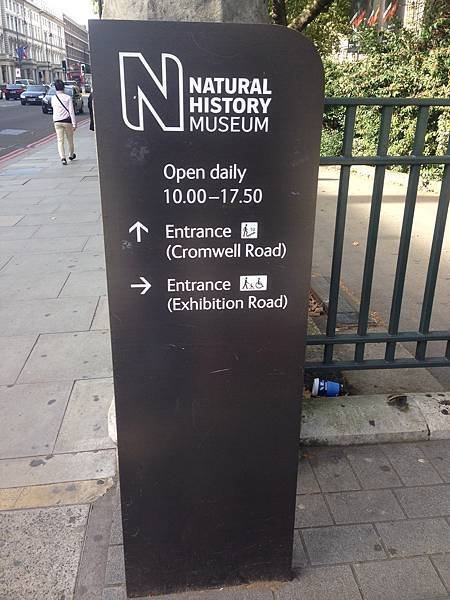 N NATURAL
HISTORY
MUSEUM
Open daily
10.00–17.50
↑ Entrance
(Cromwell Road)
→ Entrance
(Exhibition Road)